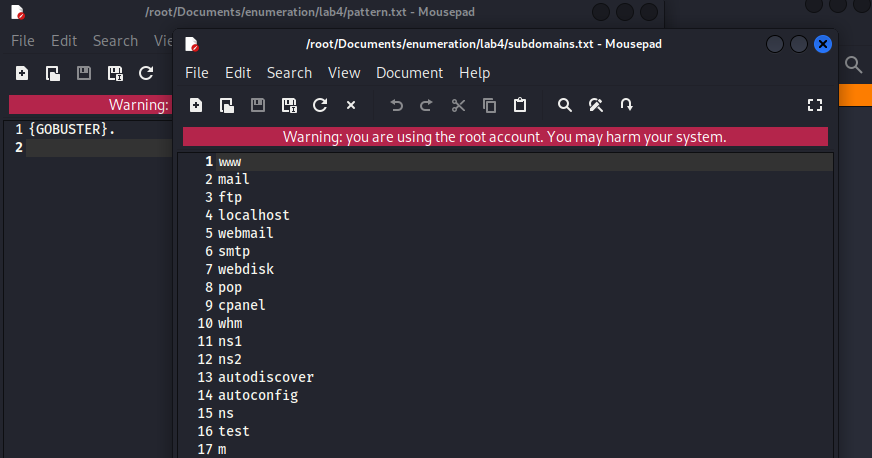 /root/Documents/enumeration/lab4/pattern.txt - Mousepad
File Edit Search Vie
Warning:
1 {GOBUSTER}.
2
/root/Documents/enumeration/lab4/subdomains.txt - Mousepad
File Edit Search View Document Help
Warning: you are using the root account. You may harm your system.
1 www
2 mail
3 ftp
4 localhost
5 webmail
6 smtp
7 webdisk
8 pop
9 cpanel
10 whm
11 ns1
12 ns2
13 autodiscover
14 autoconfig
15 ns
16 test
17 m